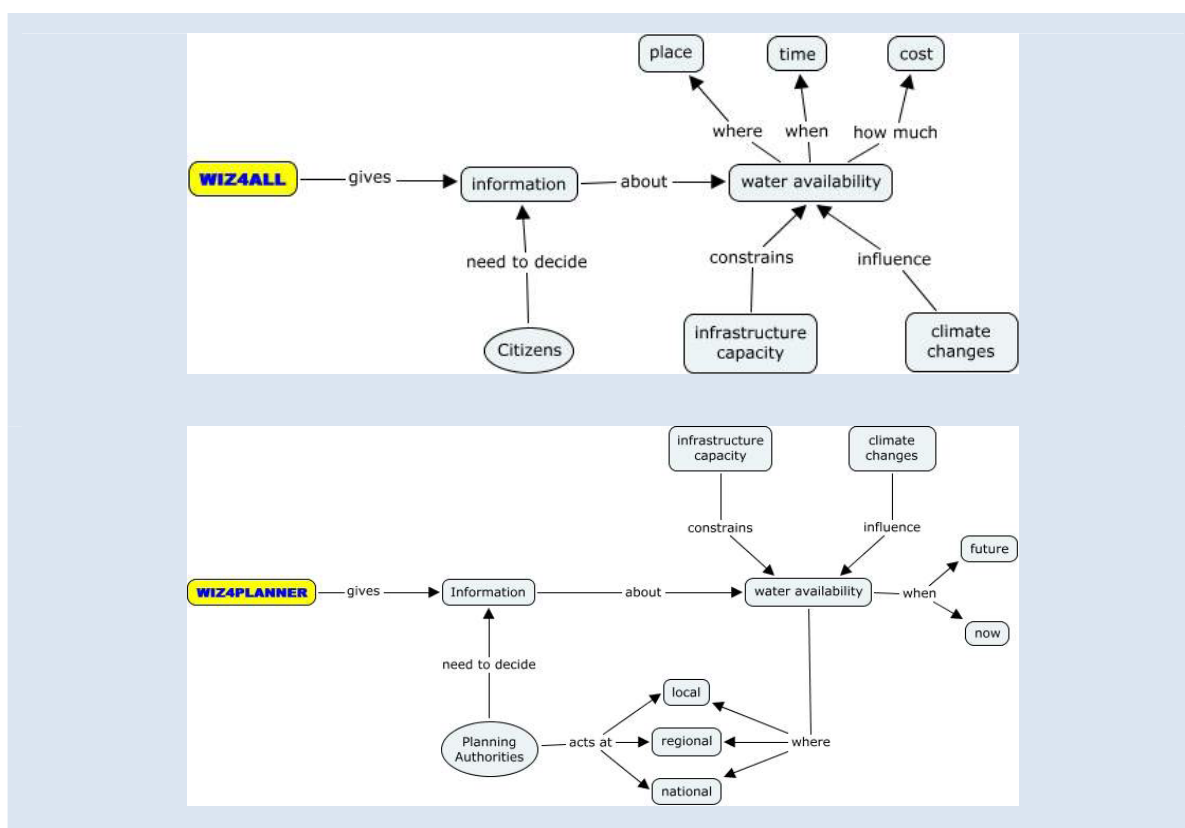 place
time
cost
where
when
how much
WIZ4ALL
gives
information
about
water availability
need to decide
constrains
influence
Citizens
infrastructure
capacity
climate
changes
infrastructure
capacity
climate
changes
constrains
influence
future
WIZ4PLANNER
gives
Information
about
water availability
when
now
need to decide
local
Planning
Authorities
acts at
regional
where
national